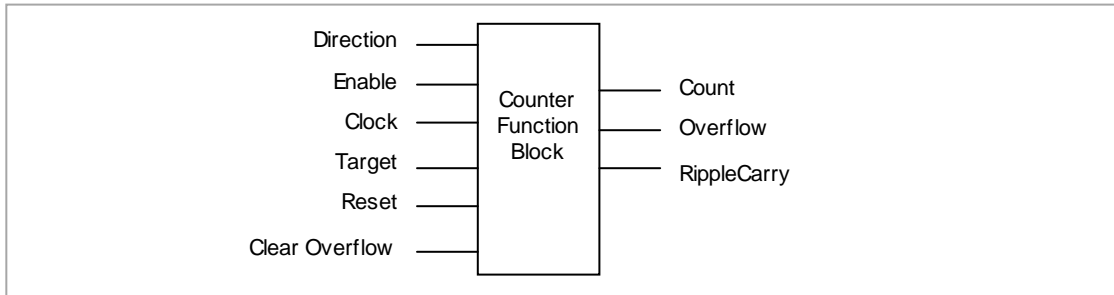 Direction
Enable
Clock
Target
Reset
Clear Overflow
Counter
Function
Block
Count
Overflow
RippleCarry